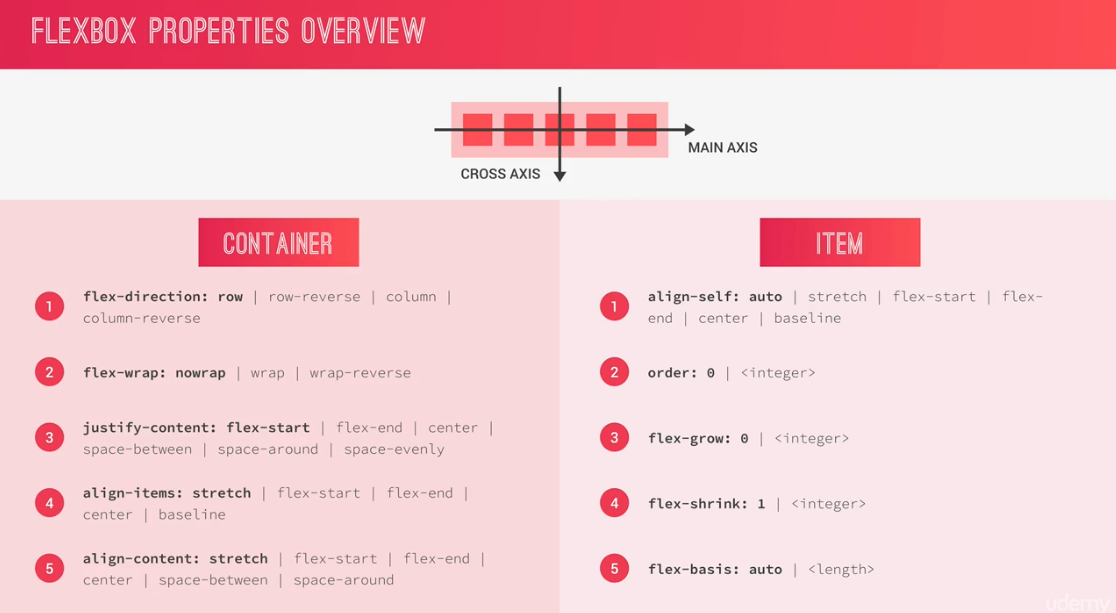 FLEXBOX PROPERTIES OVERVIEW
MAIN AXIS
CROSS AXIS
CONTAINER
1
flex-direction: row | row-reverse | column |
column-reverse
2
flex-wrap: nowrap | wrap | wrap-reverse
3
justify-content: flex-start | flex-end | center |
space-between | space-around | space-evenly
4
align-items: stretch | flex-start | flex-end |
center | baseline
5
align-content: stretch | flex-start | flex-end |
center | space-between | space-around
ITEM
1
align-self: auto | stretch | flex-start | flex-
end | center | baseline
2
order: 0 | <integer>
3
flex-grow: 0 | <integer>
4
flex-shrink: 1 | <integer>
5
flex-basis: auto | <length>
udemy